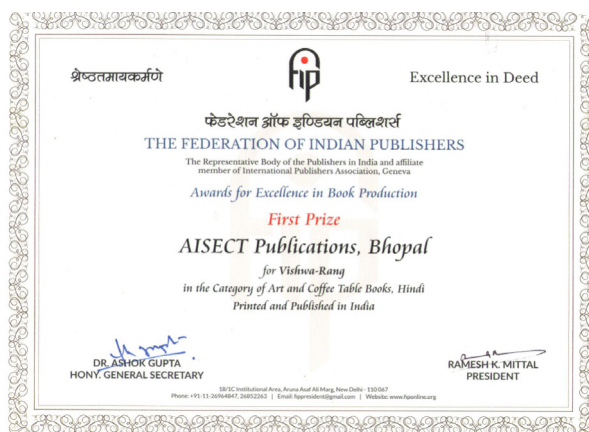 श्रेष्ठतमायकर्मणे
fip
Excellence in Deed
फेडरेशन ऑफ इण्डियन पब्लिशर्स
THE FEDERATION OF INDIAN PUBLISHERS
The Representative Body of the Publishers in India and affiliate
member of International Publishers Association, Geneva
Awards for Excellence in Book Production
First Prize
AISECT Publications, Bhopal
for Vishwa-Rang
in the Category of Art and Coffee Table Books, Hindi
Printed and Published in India
DR. ASHOK GUPTA
HONY. GENERAL SECRETARY
RAMESH K. MITTAL
PRESIDENT
18/1C Institutional Area, Aruna Asaf Ali Marg, New Delhi - 110 067
Phone: +91-11-26964847, 26852263 | Email: fippresident@gmail.com | Website: www.fiponline.org